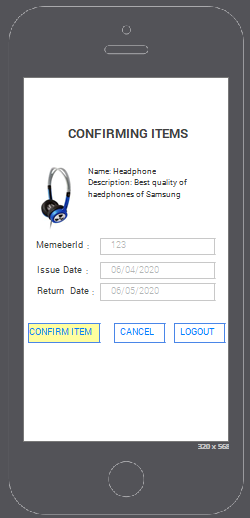 CONFIRMING ITEMS
Name: Headphone
Description: Best quality of
haedphones of Samsung
MemeberId : 123
Issue Date : 06/04/2020
Return Date : 06/05/2020
CONFIRM ITEM CANCEL LOGOUT
320 x 568